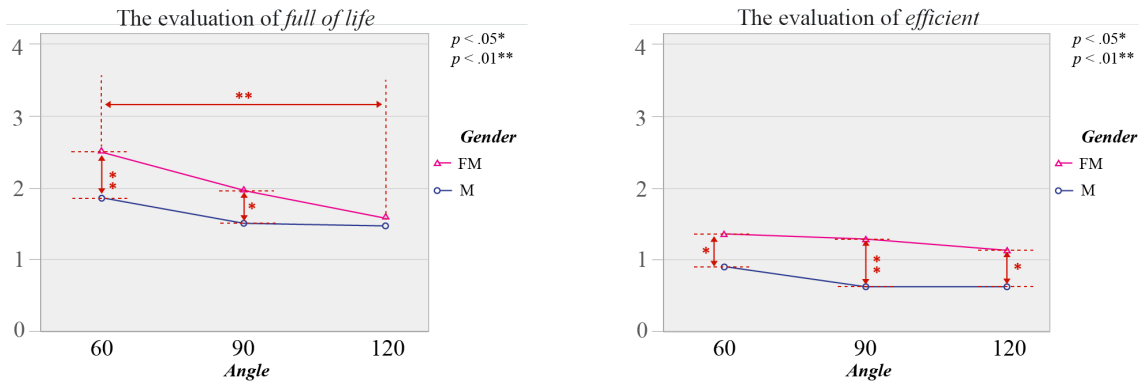 The evaluation of full of life
4
3
2
1
0
**
**
*
60
90
120
Angle
p < .05*
p < .01**
Gender
FM
M
The evaluation of efficient
4
3
2
1
0
*
**
*
60
90
120
Angle
p < .05*
p < .01**
Gender
FM
M